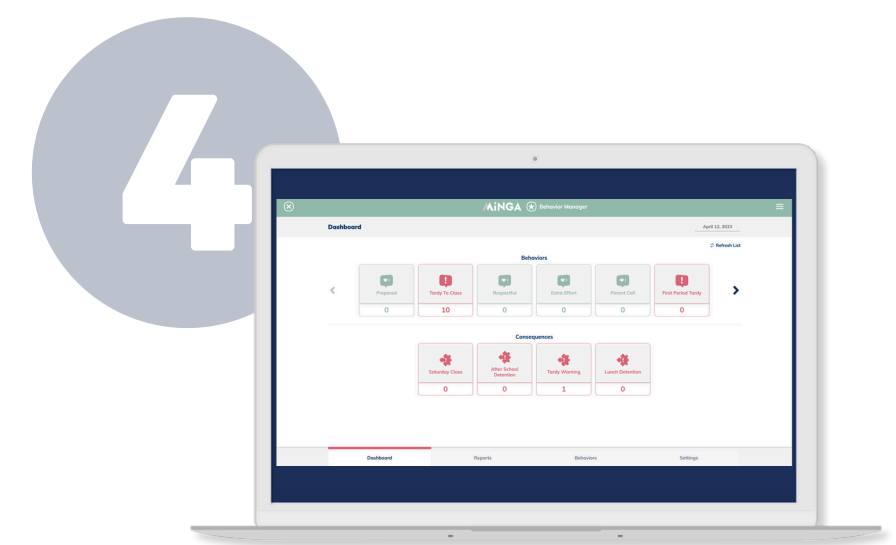 4
MiNGA Behavior Manager
Dashboard
April 12, 2023
Refresh List
Behaviors
Prepared
Tardy To Class
Respectful
Extra Effort
Parent Call
First Period Tardy
0
10
0
0
0
0
Consequences
Saturday Class
After School
Detention
Tardy Warning
Lunch Detention
0
0
1
0
Dashboard
Reports
Behaviors
Settings